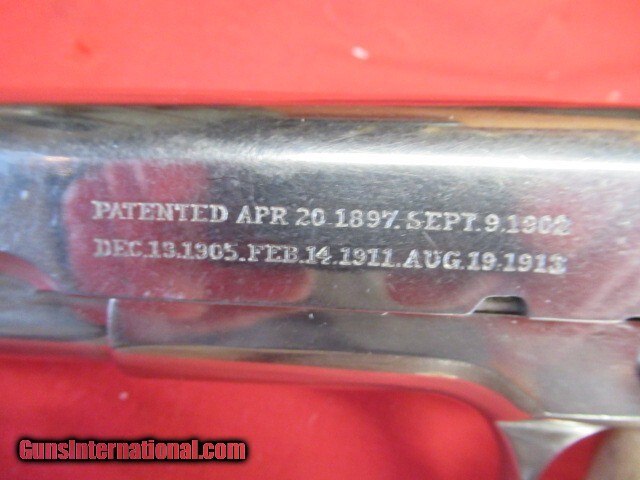 PATENTED APR 20 1897. SEPT. 9.1902
DEC.19.1905. FEB.14.1911. AUG.19.1913
GunsInternational.com